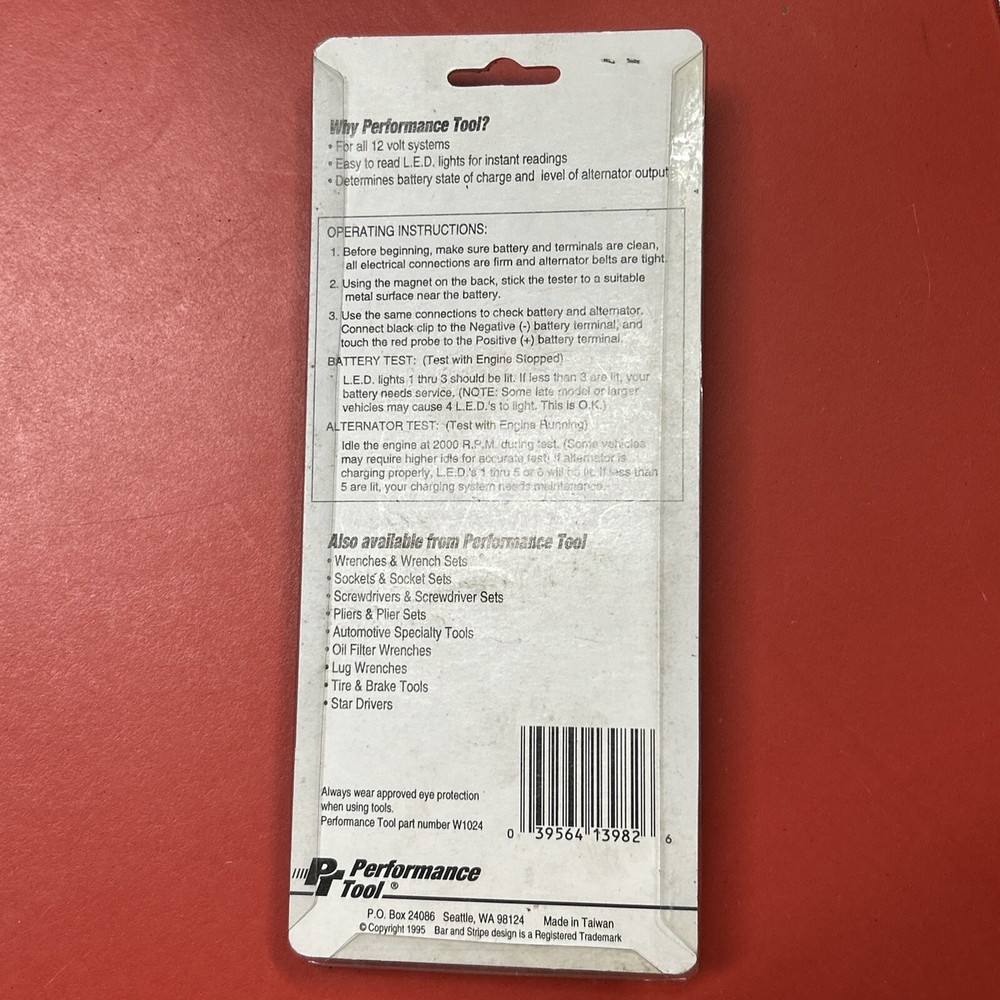 Why Performance Tool?
• For all 12 volt systems
• Easy to read L.E.D. lights for instant readings
• Determines battery state of charge and level of alternator output
OPERATING INSTRUCTIONS:
1. Before beginning, make sure battery and terminals are clean,
all electrical connections are firm and alternator belts are tight.
2. Using the magnet on the back, stick the tester to a suitable
metal surface near the battery.
3. Use the same connections to check battery and alternator.
Connect black clip to the Negative (-) battery terminal, and
touch the red probe to the Positive (+) battery terminal
BATTERY TEST: (Test with Engine Stopped)
L.E.D. lights 1 thru 3 should be lit. If less than 3 are lit, your
battery needs service. (NOTE: Some late model or larger
vehicles may cause 4 L.E.D.'s to light. This is O.K.)
ALTERNATOR TEST: (Test with Engine Running)
Idle the engine at 2000 R.P.M. during test. (Some vehicles
may require higher idle for accurate test) If alternator is
charging properly, L.E.D.'s 1 thru 5 or 6 will be lit. If less than
5 are lit, your charging system needs maintenance.
Also available from Performance Tool
• Wrenches & Wrench Sets
• Sockets & Socket Sets
• Screwdrivers & Screwdriver Sets
• Pliers & Plier Sets
• Automotive Specialty Tools
• Oil Filter Wrenches
• Lug Wrenches
• Tire & Brake Tools
• Star Drivers
Always wear approved eye protection
when using tools.
Performance Tool part number W1024
0 39564 13982 6
PT Performance
Tool ®
P.O. Box 24086 Seattle, WA 98124 Made in Taiwan
© Copyright 1995 Bar and Stripe design is a Registered Trademark